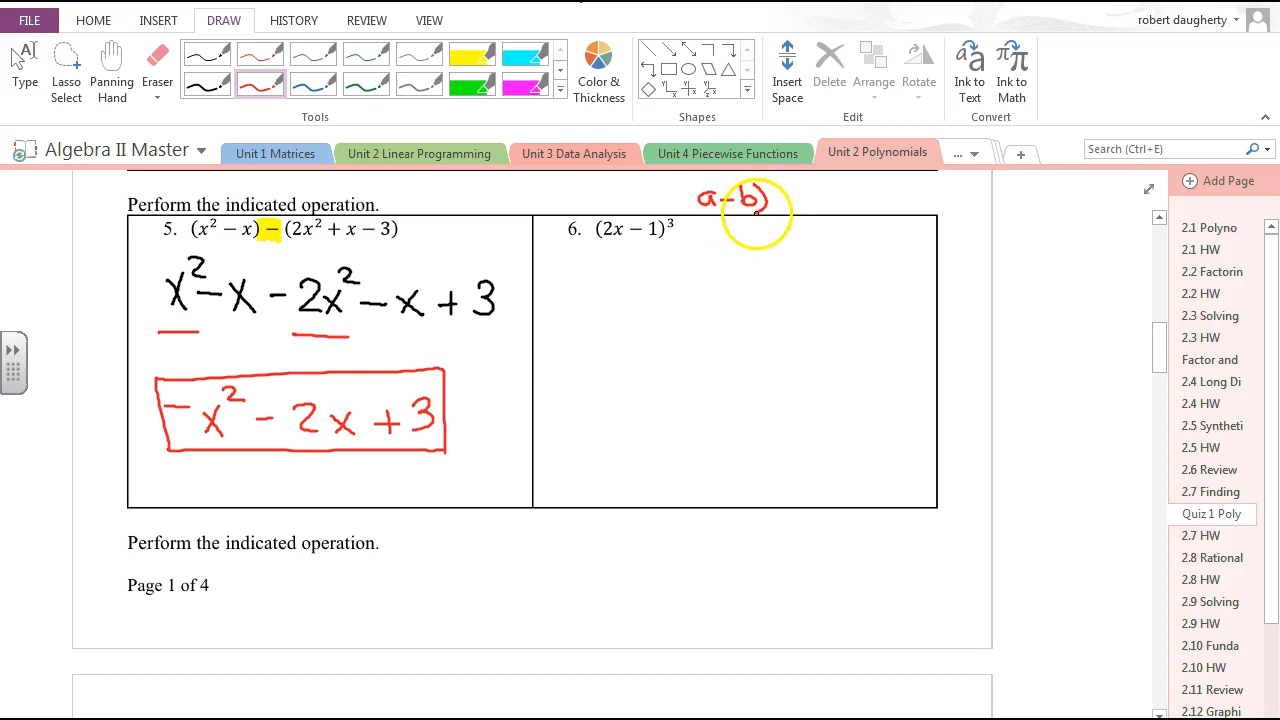 FILE HOME INSERT DRAW HISTORY REVIEW VIEW robert daugherty
Type Lasso Select Panning Hand Eraser Color & Thickness Insert Space Delete Arrange Rotate Ink to Text Ink to Math
Tools Shapes Edit Convert
Algebra II Master Unit 1 Matrices Unit 2 Linear Programming Unit 3 Data Analysis Unit 4 Piecewise Functions Unit 2 Polynomials ... + Search (Ctrl+E)
Add Page
a - b)
Perform the indicated operation.
5. (x² − x) − (2x² + x − 3)
6. (2x − 1)³
x² - x - 2x² - x + 3
- x² - 2x + 3
Perform the indicated operation.
Page 1 of 4
2.1 Polyno
2.1 HW
2.2 Factorin
2.2 HW
2.3 Solving
2.3 HW
Factor and
2.4 Long Di
2.4 HW
2.5 Syntheti
2.5 HW
2.6 Review
2.7 Finding
Quiz 1 Poly
2.7 HW
2.8 Rational
2.8 HW
2.9 Solving
2.9 HW
2.10 Funda
2.10 HW
2.11 Review
2.12 Graphi